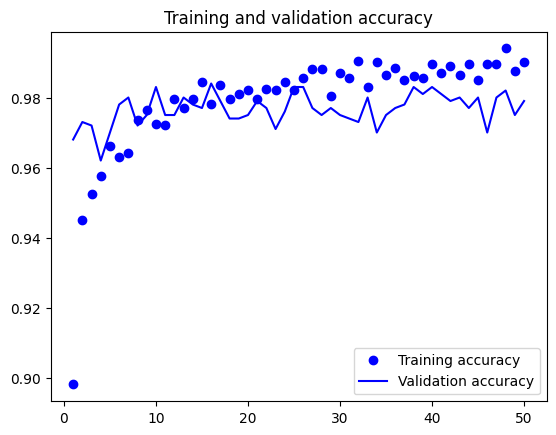 Training and validation accuracy
0.98
0.96
0.94
0.92
0.90
0 10 20 30 40 50
Training accuracy
Validation accuracy